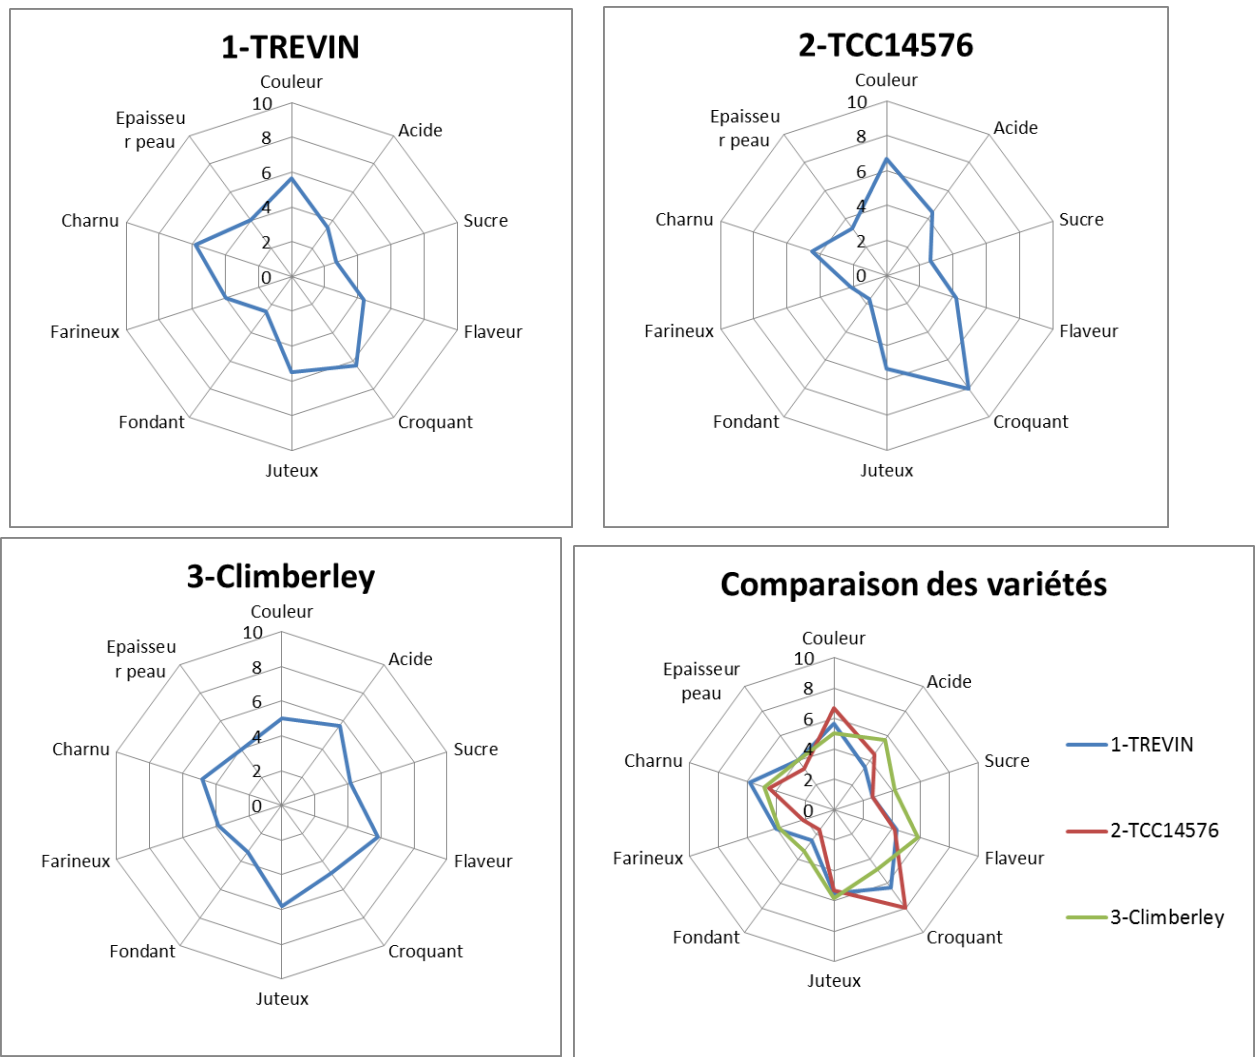 1-TREVIN
Couleur
10
8
6
4
2
0
Acide
Sucre
Flaveur
Croquant
Juteux
Fondant
Farineux
Charnu
Epaisseu
r peau
2-TCC14576
Couleur
10
8
6
4
2
0
Acide
Sucre
Flaveur
Croquant
Juteux
Fondant
Farineux
Charnu
Epaisseu
r peau
3-Climberley
Couleur
10
8
6
4
2
0
Acide
Sucre
Flaveur
Croquant
Juteux
Fondant
Farineux
Charnu
Epaisseu
r peau
Comparaison des variétés
Couleur
10
8
6
4
2
0
Acide
Sucre
Flaveur
Croquant
Juteux
Fondant
Farineux
Charnu
Epaisseur
peau
1-TREVIN
2-TCC14576
3-Climberley